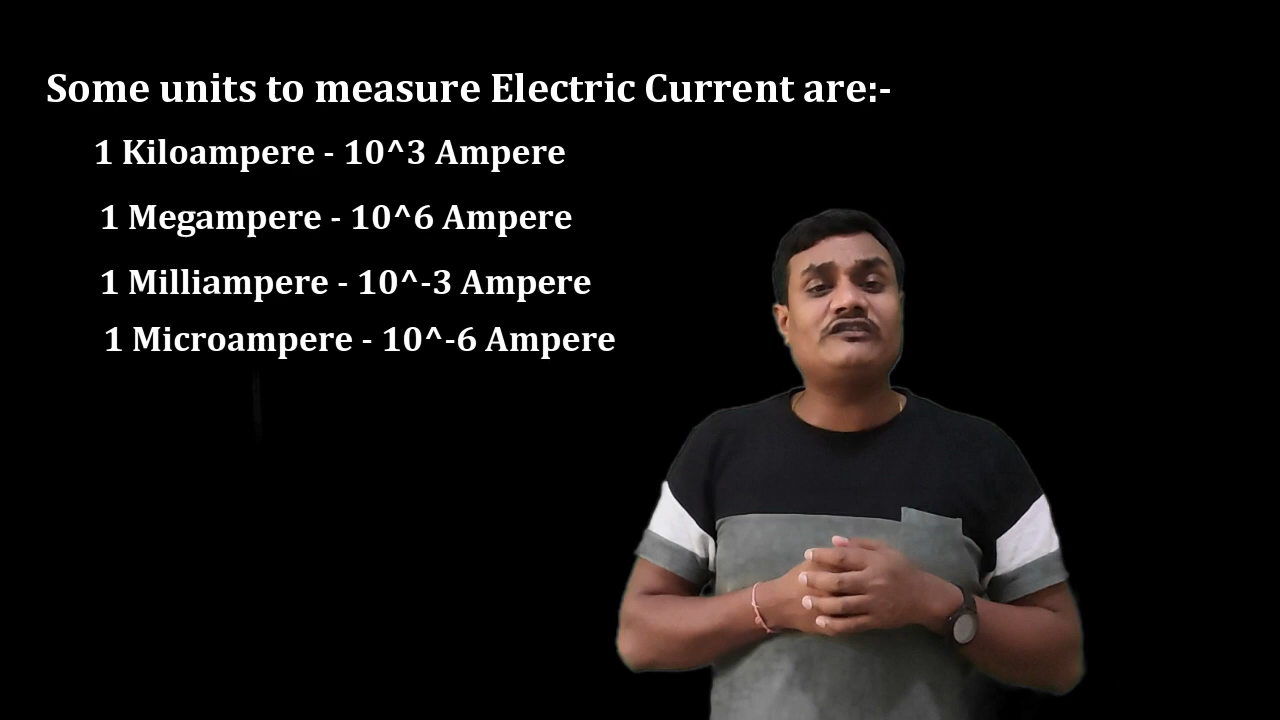 Some units to measure Electric Current are:-
1 Kiloampere - 10^3 Ampere
1 Megampere - 10^6 Ampere
1 Milliampere - 10^-3 Ampere
1 Microampere - 10^-6 Ampere